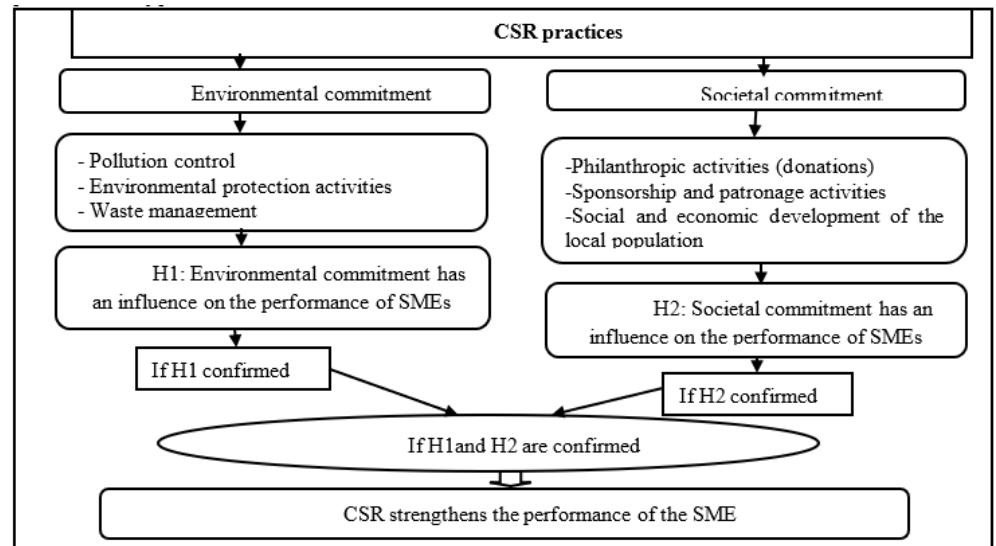 CSR practices
Environmental commitment
Societal commitment
- Pollution control
- Environmental protection activities
- Waste management
-Philanthropic activities (donations)
-Sponsorship and patronage activities
-Social and economic development of the
local population
H1: Environmental commitment has
an influence on the performance of SMEs
H2: Societal commitment has an
influence on the performance of SMEs
If H1 confirmed
If H2 confirmed
If H1and H2 are confirmed
CSR strengthens the performance of the SME